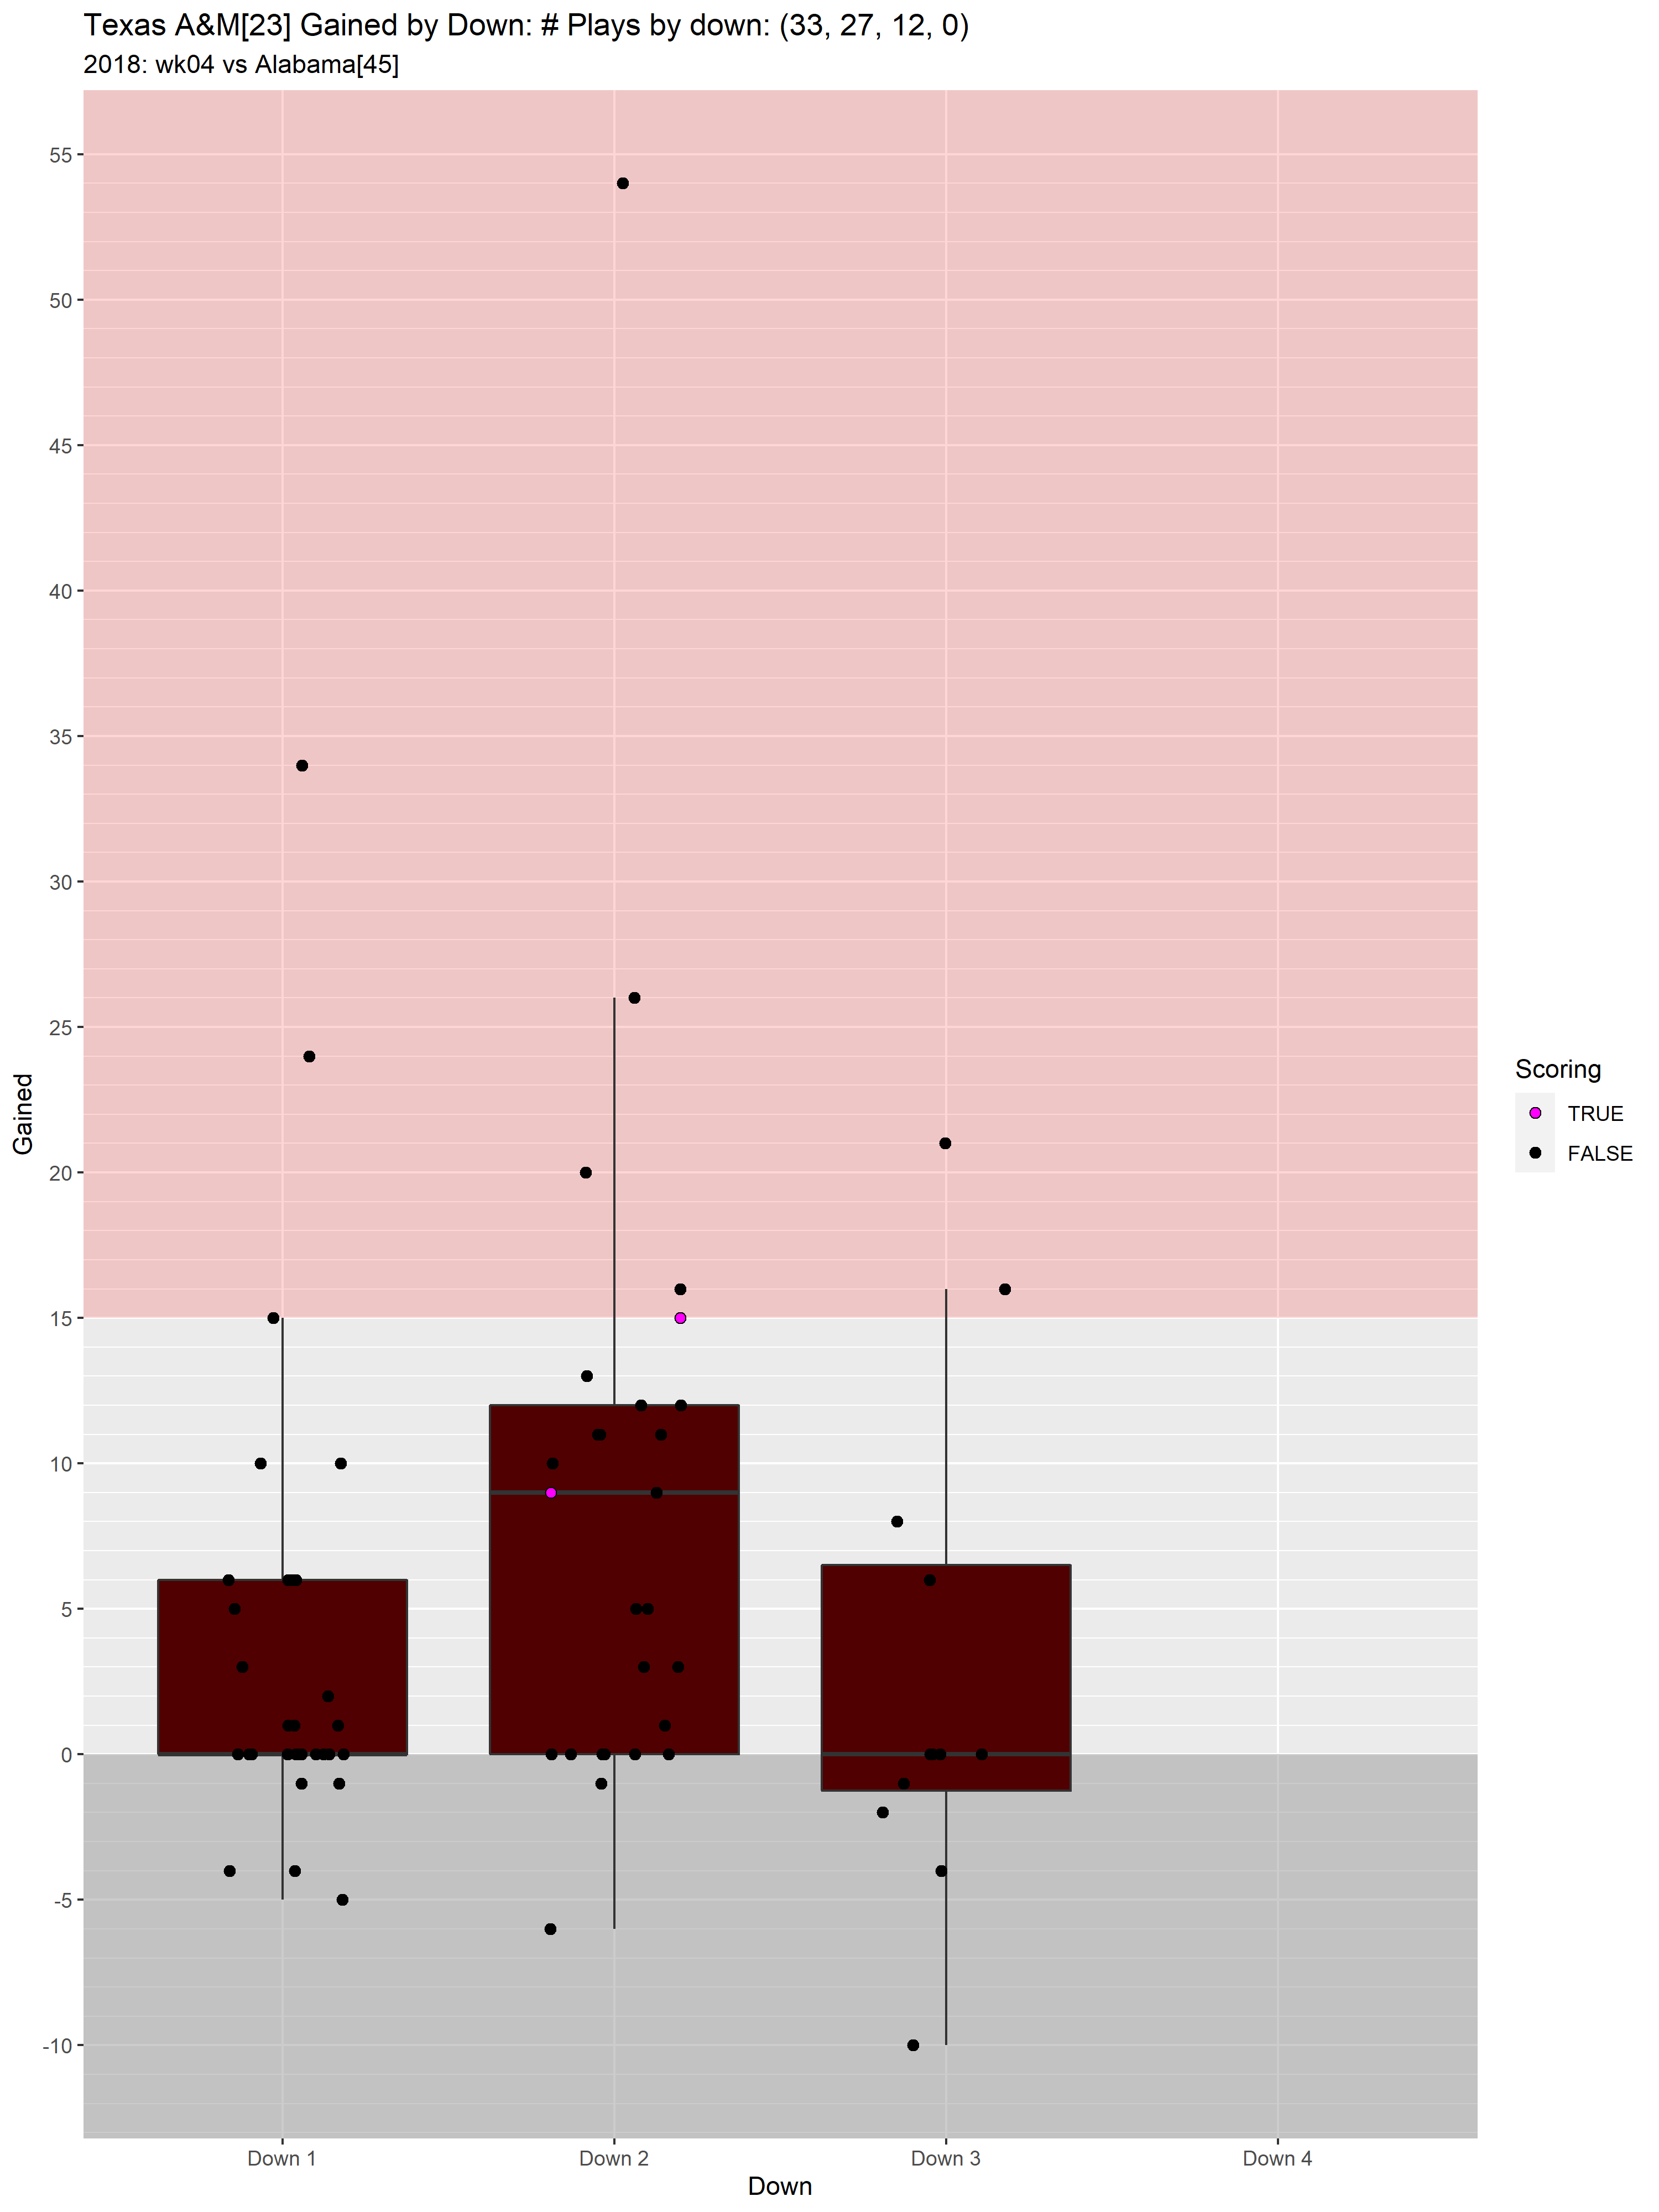 Texas A&M[23] Gained by Down: # Plays by down: (33, 27, 12, 0)
2018: wk04 vs Alabama[45]
55
50
45
40
35
30
25
20
15
10
5
0
-5
-10
Gained
Down 1
Down 2
Down 3
Down 4
Down
Scoring
TRUE
FALSE